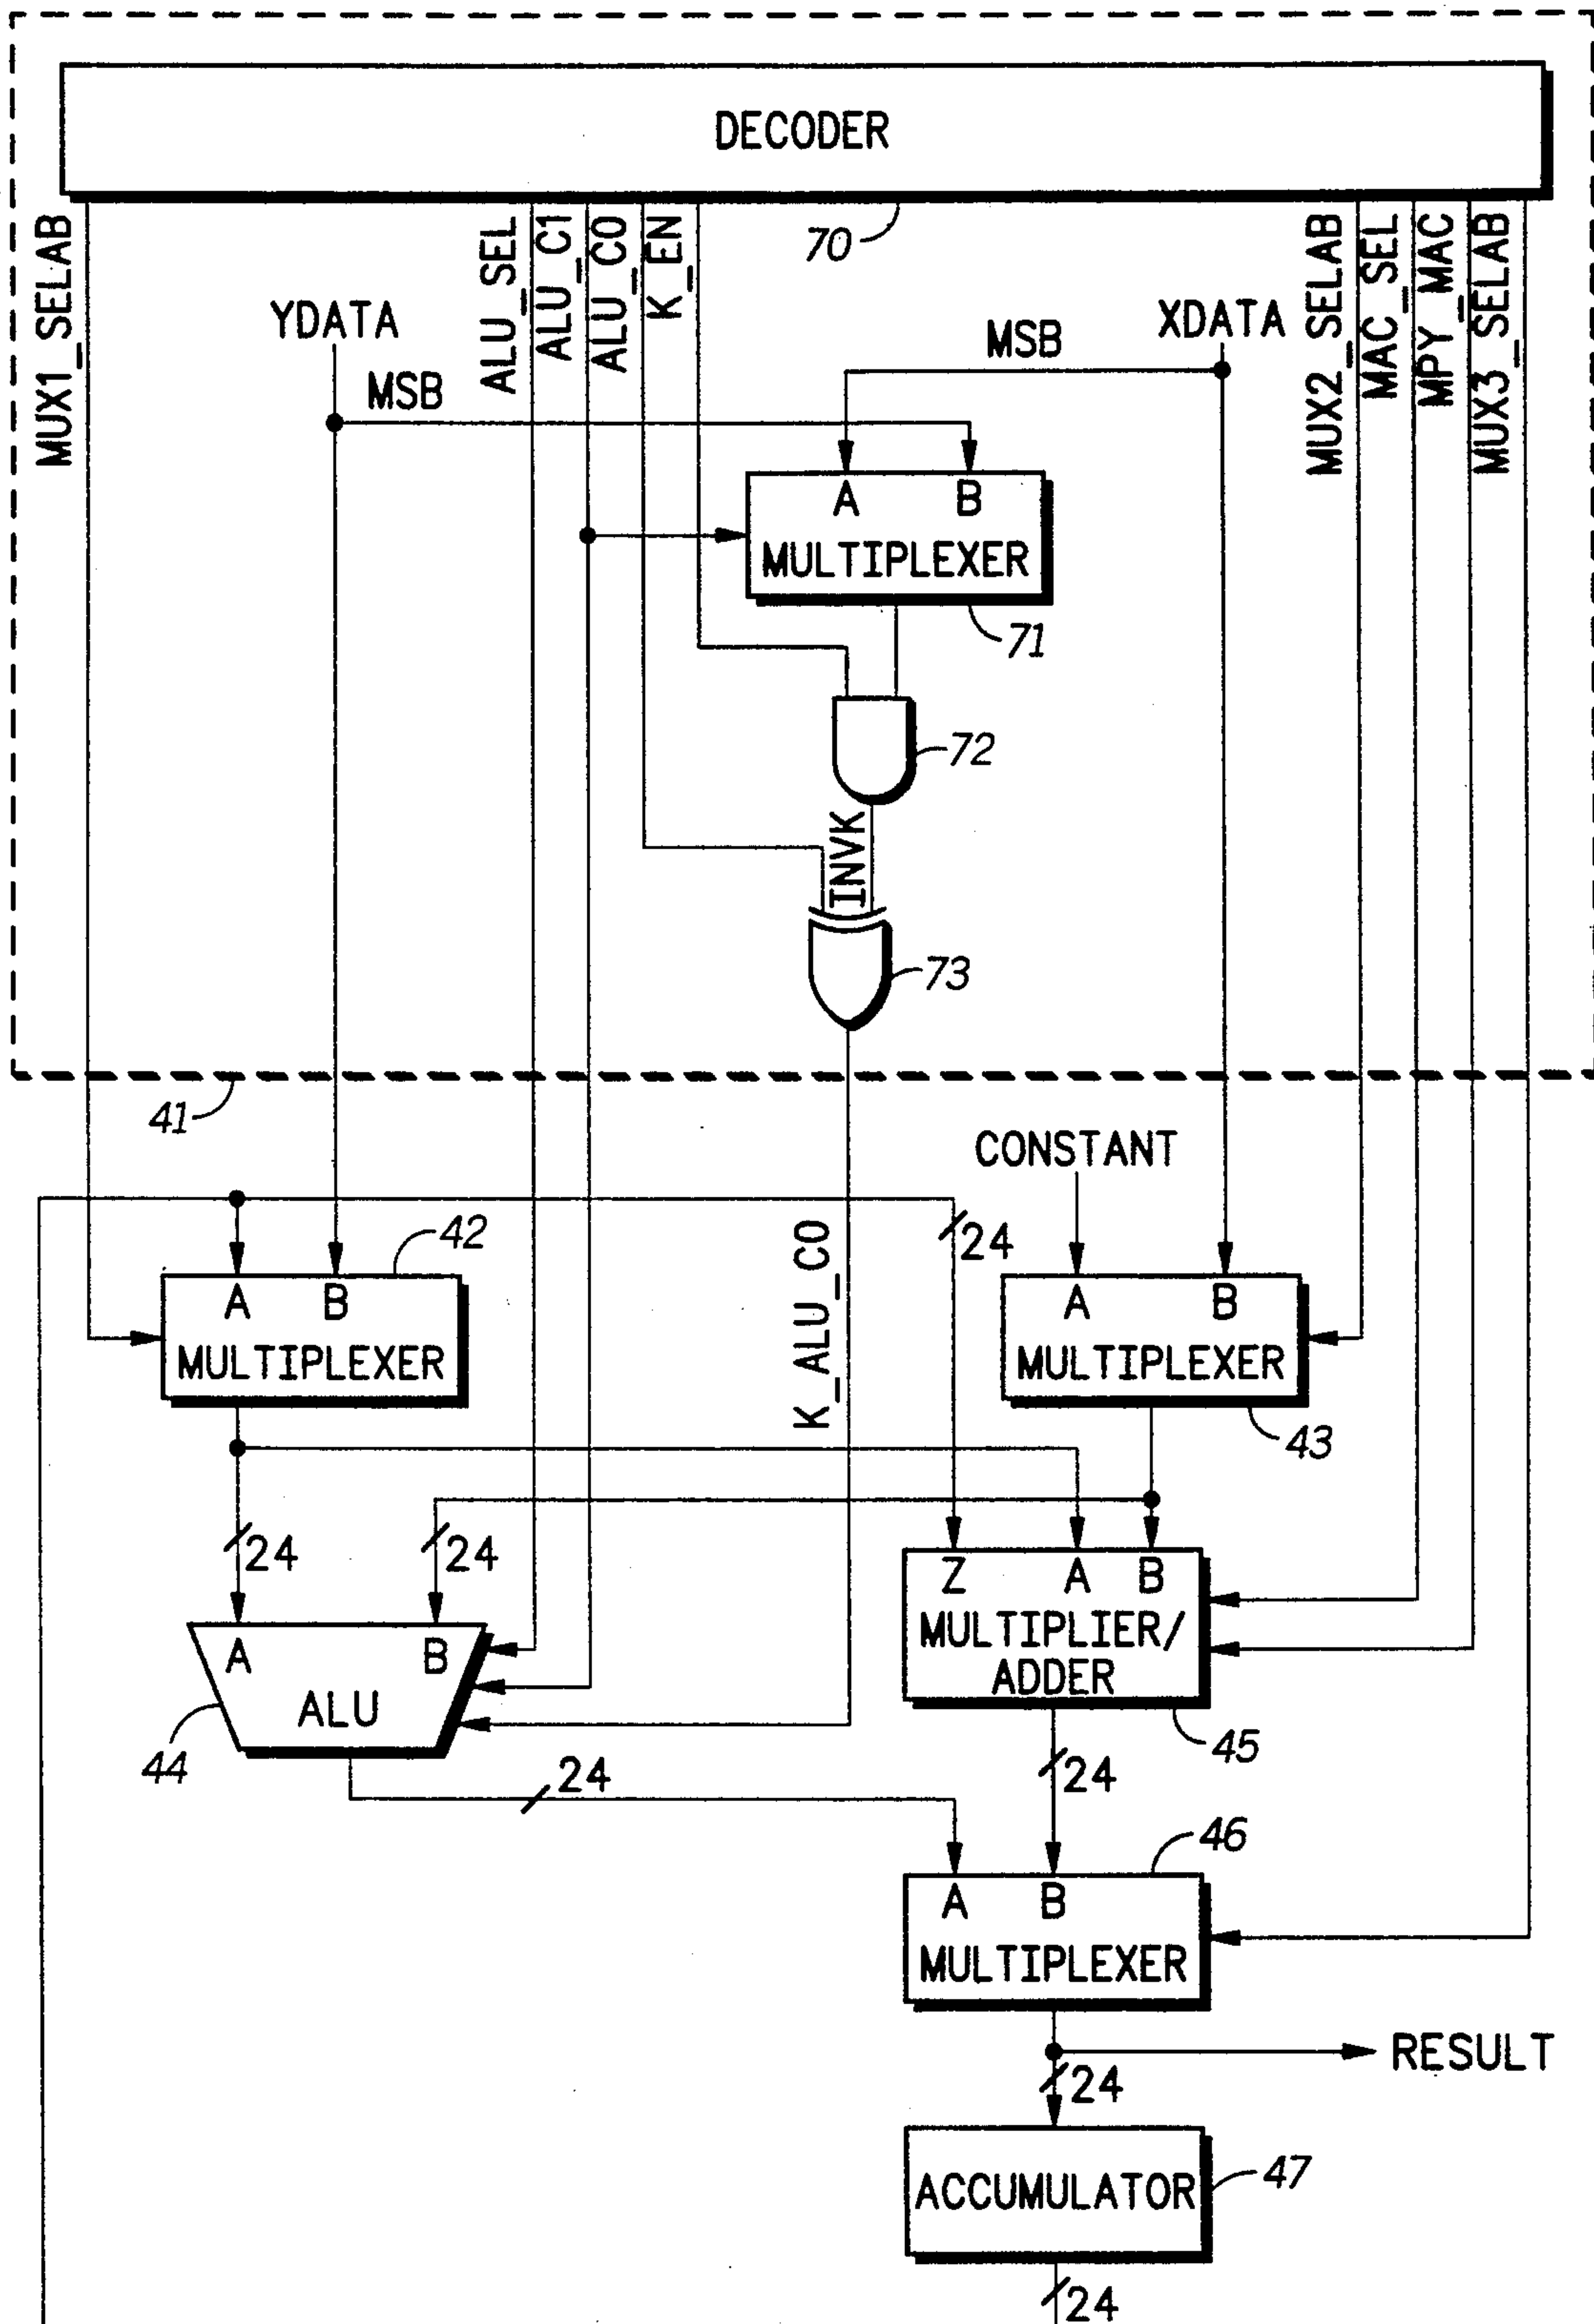 DECODER
70
MUX1_SELAB
ALU_SEL
ALU_C1
ALU_C0
K_EN
MUX2_SELAB
MAC_SEL
MPY_MAC
MUX3_SELAB
YDATA
XDATA
MSB
MSB
A B
MULTIPLEXER
71
72
INVK
73
41
CONSTANT
24
42
K_ALU_C0
A B
MULTIPLEXER
A B
MULTIPLEXER
43
24
24
Z A B
MULTIPLIER/
ADDER
A B
ALU
44
45
24
24
46
A B
MULTIPLEXER
RESULT
24
ACCUMULATOR
47
24